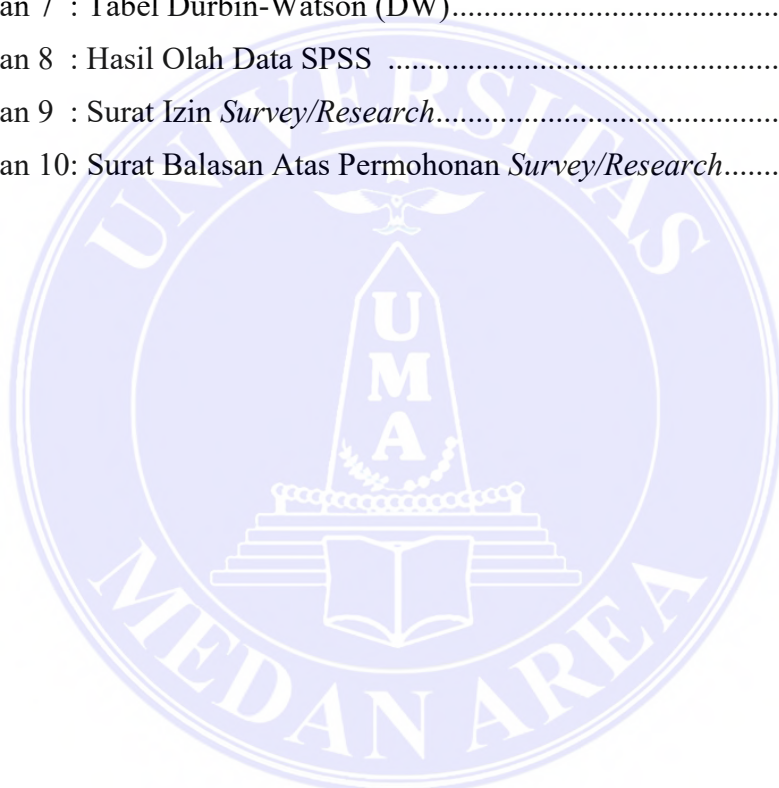 an 7 : Tabel Durbin-Watson (DW)..........................................
an 8 : Hasil Olah Data SPSS ..................................................
an 9 : Surat Izin Survey/Research............................................
an 10: Surat Balasan Atas Permohonan Survey/Research.......
UNIVERSITAS
UMA
MEDAN AREA